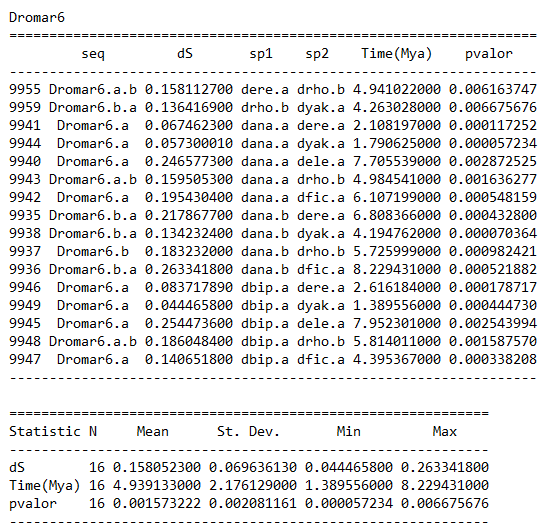 Dromar6
==================================================================
seq dS sp1 sp2 Time(Mya) pvalor
------------------------------------------------------------------
9955 Dromar6.a.b 0.158112700 dere.a drho.b 4.941022000 0.006163747
9959 Dromar6.b.a 0.136416900 drho.b dyak.a 4.263028000 0.006675676
9941 Dromar6.a 0.067462300 dana.a dere.a 2.108197000 0.000117252
9944 Dromar6.a 0.057300010 dana.a dyak.a 1.790625000 0.000057234
9940 Dromar6.a 0.246577300 dana.a dele.a 7.705539000 0.002872525
9943 Dromar6.a.b 0.159505300 dana.a drho.b 4.984541000 0.001636277
9942 Dromar6.a 0.195430400 dana.a dfic.a 6.107199000 0.000548159
9935 Dromar6.b.a 0.217867700 dana.b dere.a 6.808366000 0.000432800
9938 Dromar6.b.a 0.134232400 dana.b dyak.a 4.194762000 0.000070364
9937 Dromar6.b 0.183232000 dana.b drho.b 5.725999000 0.000982421
9936 Dromar6.b.a 0.263341800 dana.b dfic.a 8.229431000 0.000521882
9946 Dromar6.a 0.083717890 dbip.a dere.a 2.616184000 0.000178717
9949 Dromar6.a 0.044465800 dbip.a dyak.a 1.389556000 0.000444730
9945 Dromar6.a 0.254473600 dbip.a dele.a 7.952301000 0.002543994
9948 Dromar6.a.b 0.186048400 dbip.a drho.b 5.814011000 0.001587570
9947 Dromar6.a 0.140651800 dbip.a dfic.a 4.395367000 0.000338208
------------------------------------------------------------------
============================================================
Statistic N Mean St. Dev. Min Max
------------------------------------------------------------
dS 16 0.158052300 0.069636130 0.044465800 0.263341800
Time(Mya) 16 4.939133000 2.176129000 1.389556000 8.229431000
pvalor 16 0.001573222 0.002081161 0.000057234 0.006675676
------------------------------------------------------------